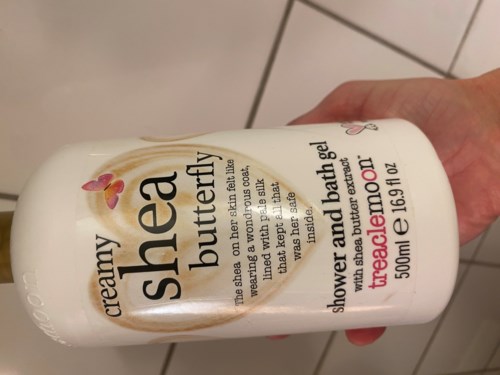 creamy
shea
butterfly
The shea on her skin felt like
wearing a wondrous coat,
lined with pale silk
that kept all that
was her safe
inside.
shower and bath gel
with shea butter extract
treaclemoon™
500ml e 16.9 fl oz